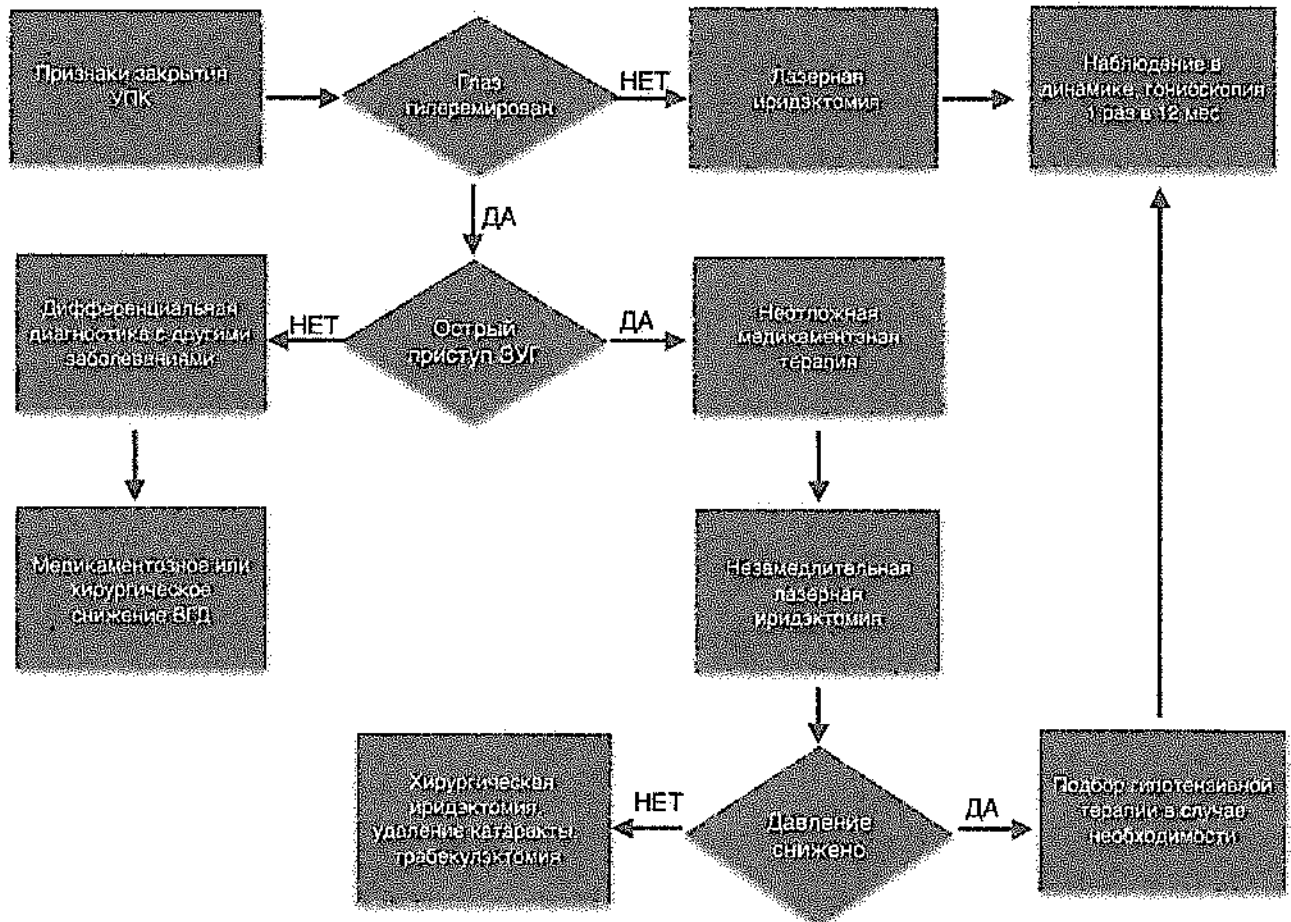 Признаки закрытия
УПК
Глаз
гиперемирован
НЕТ
Лазерная
иридэктомия
Наблюдение в
динамике, гониоскопия
1 раз в 12 мес
ДА
Дифференциальная
диагностика с другими
заболеваниями
НЕТ
Острый
приступ ЗУГ
ДА
Неотложная
медикаментзная
терапия
Медикаментозное или
хирургическое
снижение ВГД
Незамедлительная
лазерная
иридэктомия
Хирургическая
иридэктомия,
удаление катаракты,
трабекулэктомия
НЕТ
Давление
снижено
ДА
Подбор гипотензивной
терапии в случае
необходимости